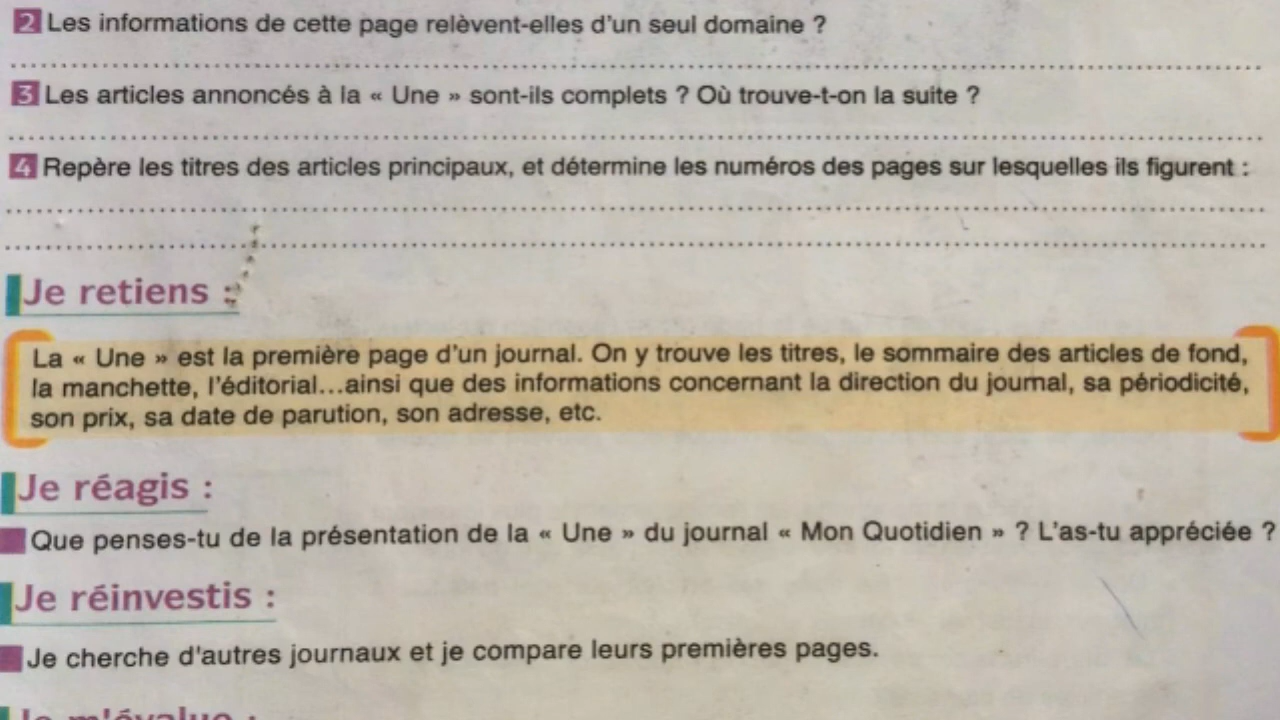 2 Les informations de cette page relèvent-elles d'un seul domaine ?
3 Les articles annoncés à la « Une » sont-ils complets ? Où trouve-t-on la suite ?
4 Repère les titres des articles principaux, et détermine les numéros des pages sur lesquelles ils figurent :
Je retiens :
La « Une » est la première page d'un journal. On y trouve les titres, le sommaire des articles de fond,
la manchette, l'éditorial...ainsi que des informations concernant la direction du journal, sa périodicité,
son prix, sa date de parution, son adresse, etc.
Je réagis :
Que penses-tu de la présentation de la « Une » du journal « Mon Quotidien » ? L'as-tu appréciée ?
Je réinvestis :
Je cherche d'autres journaux et je compare leurs premières pages.
Je m'évalue :